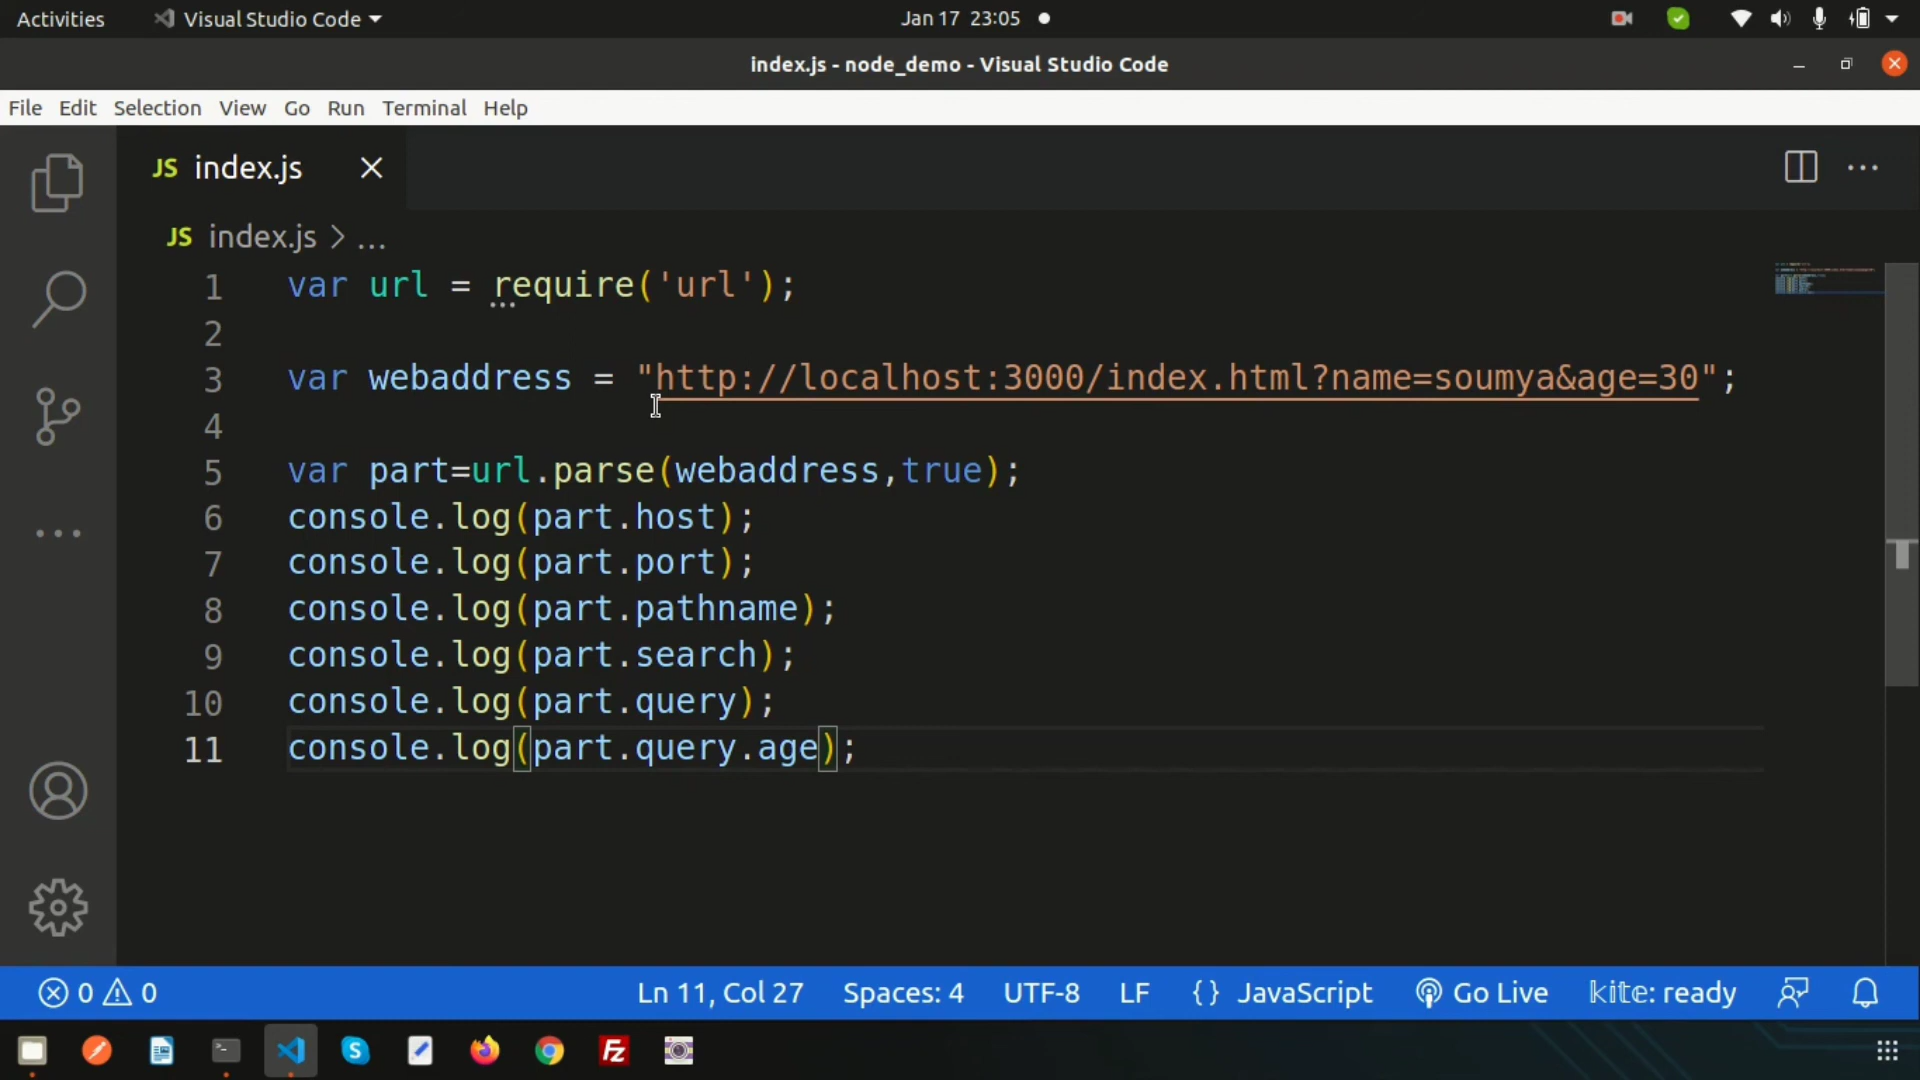 Activities Visual Studio Code Jan 17 23:05
index.js - node_demo - Visual Studio Code
File Edit Selection View Go Run Terminal Help
JS index.js
JS index.js > ...
1 var url = require('url');
2
3 var webaddress = "http://localhost:3000/index.html?name=soumya&age=30";
4
5 var part=url.parse(webaddress,true);
6 console.log(part.host);
7 console.log(part.port);
8 console.log(part.pathname);
9 console.log(part.search);
10 console.log(part.query);
11 console.log(part.query.age);
0 0 Ln 11, Col 27 Spaces: 4 UTF-8 LF {} JavaScript Go Live kite: ready